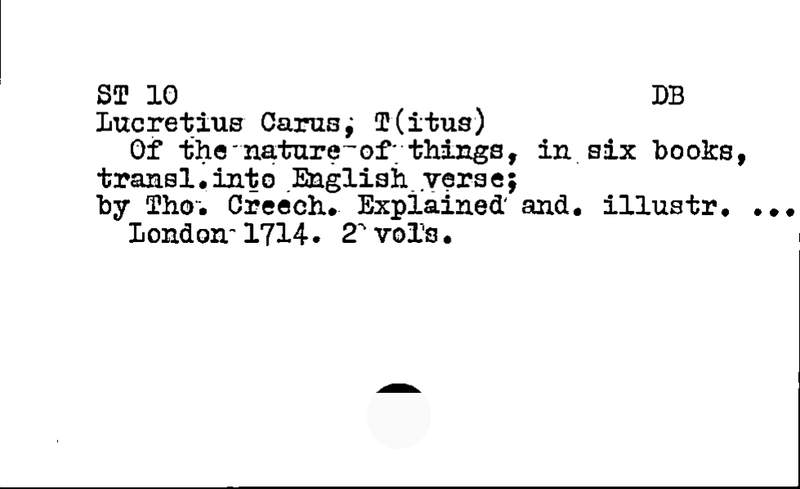 ST 10 DB
Lucretius Carus, T(itus)
Of the nature of things, in six books,
transl.into English verse;
by Tho. Creech. Explained and. illustr. ...
London 1714. 2 vols.